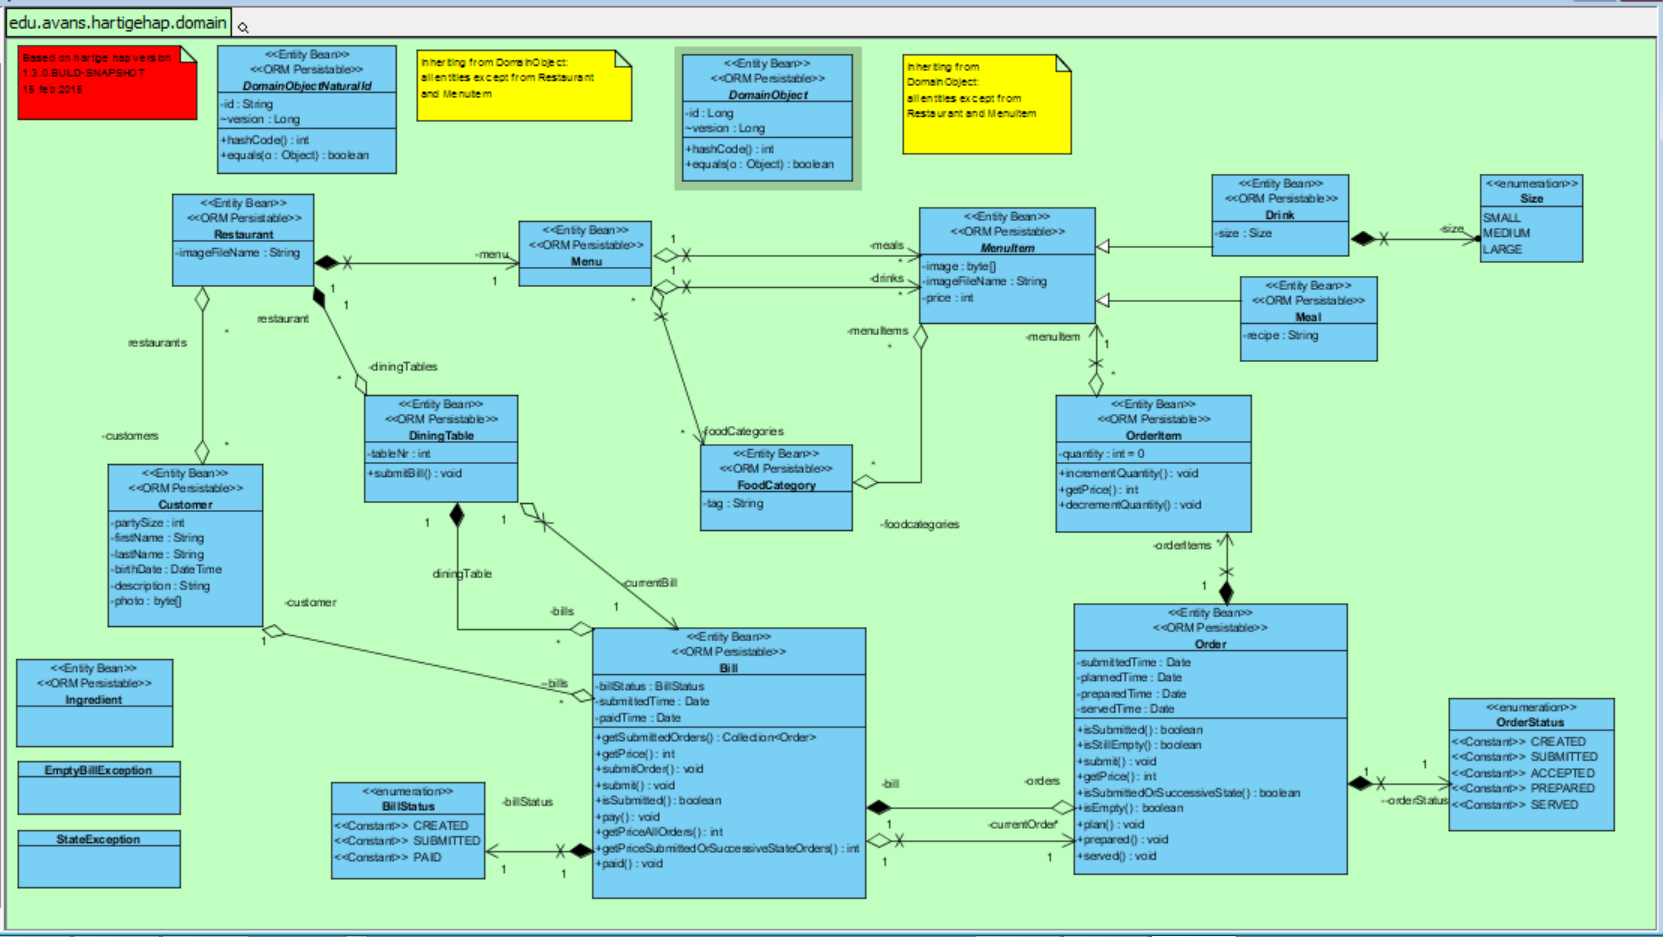 edu.avans.hartigehap.domain
Based on hartige hap version
1.3.0.BUILD-SNAPSHOT
15 feb 2015
<<Entity Bean>>
<<ORM Persistable>>
DomainObjectNaturalId
-id : String
~version : Long
+hashCode() : int
+equals(o : Object) : boolean
Inheriting from DomainObject:
all entities except from Restaurant
and MenuItem
<<Entity Bean>>
<<ORM Persistable>>
DomainObject
-id : Long
~version : Long
+hashCode() : int
+equals(o : Object) : boolean
Inheriting from
DomainObject:
all entities except from
Restaurant and MenuItem
<<Entity Bean>>
<<ORM Persistable>>
Restaurant
-imageFileName : String
-menu
1
1
<<Entity Bean>>
<<ORM Persistable>>
Menu
1
-meals
*
1
-drinks
*
<<Entity Bean>>
<<ORM Persistable>>
MenuItem
-image : byte[]
-imageFileName : String
-price : int
<<Entity Bean>>
<<ORM Persistable>>
Drink
-size : Size
-size
<<enumeration>>
Size
SMALL
MEDIUM
LARGE
<<Entity Bean>>
<<ORM Persistable>>
Meal
-recipe : String
restaurant
1
-diningTables
*
restaurants
*
-customers
*
*
-foodCategories
*
-menuItems
*
-foodcategories
*
-menuItem
1
*
<<Entity Bean>>
<<ORM Persistable>>
DiningTable
-tableNr : int
+submitBill() : void
<<Entity Bean>>
<<ORM Persistable>>
FoodCategory
-tag : String
<<Entity Bean>>
<<ORM Persistable>>
OrderItem
-quantity : int = 0
+incrementQuantity() : void
+getPrice() : int
+decrementQuantity() : void
<<Entity Bean>>
<<ORM Persistable>>
Customer
-partySize : int
-firstName : String
-lastName : String
-birthDate : DateTime
-description : String
-photo : byte[]
1
diningTable
-bills
*
1
-currentBill
1
-customer
1
-bills
*
-orderItems *
1
<<Entity Bean>>
<<ORM Persistable>>
Ingredient
EmptyBillException
StateException
<<Entity Bean>>
<<ORM Persistable>>
Bill
-billStatus : BillStatus
-submittedTime : Date
-paidTime : Date
+getSubmittedOrders() : Collection<Order>
+getPrice() : int
+submitOrder() : void
+submit() : void
+isSubmitted() : boolean
+pay() : void
+getPriceAllOrders() : int
+getPriceSubmittedOrSuccessiveStateOrders() : int
+paid() : void
<<enumeration>>
BillStatus
<<Constant>> CREATED
<<Constant>> SUBMITTED
<<Constant>> PAID
-billStatus
1
1
-bill
1
-orders
*
-currentOrder
1
1
<<Entity Bean>>
<<ORM Persistable>>
Order
-submittedTime : Date
-plannedTime : Date
-preparedTime : Date
-servedTime : Date
+isSubmitted() : boolean
+isStillEmpty() : boolean
+submit() : void
+getPrice() : int
+isSubmittedOrSuccessiveState() : boolean
+isEmpty() : boolean
+plan() : void
+prepared() : void
+served() : void
1
1
-orderStatus
<<enumeration>>
OrderStatus
<<Constant>> CREATED
<<Constant>> SUBMITTED
<<Constant>> ACCEPTED
<<Constant>> PREPARED
<<Constant>> SERVED